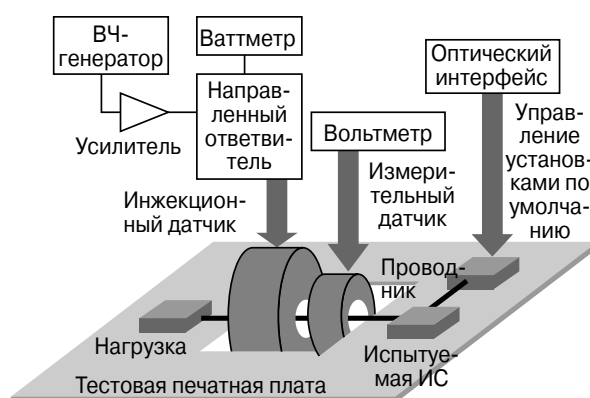 ВЧ-
генератор
Ваттметр
Оптический
интерфейс
Усилитель
Направ-
ленный
ответви-
тель
Вольтметр
Управ-
ление
установ-
ками по
умолча-
нию
Инжекцион-
ный датчик
Измери-
тельный
датчик
Провод-
ник
Нагрузка
Испытуе-
мая ИС
Тестовая печатная плата